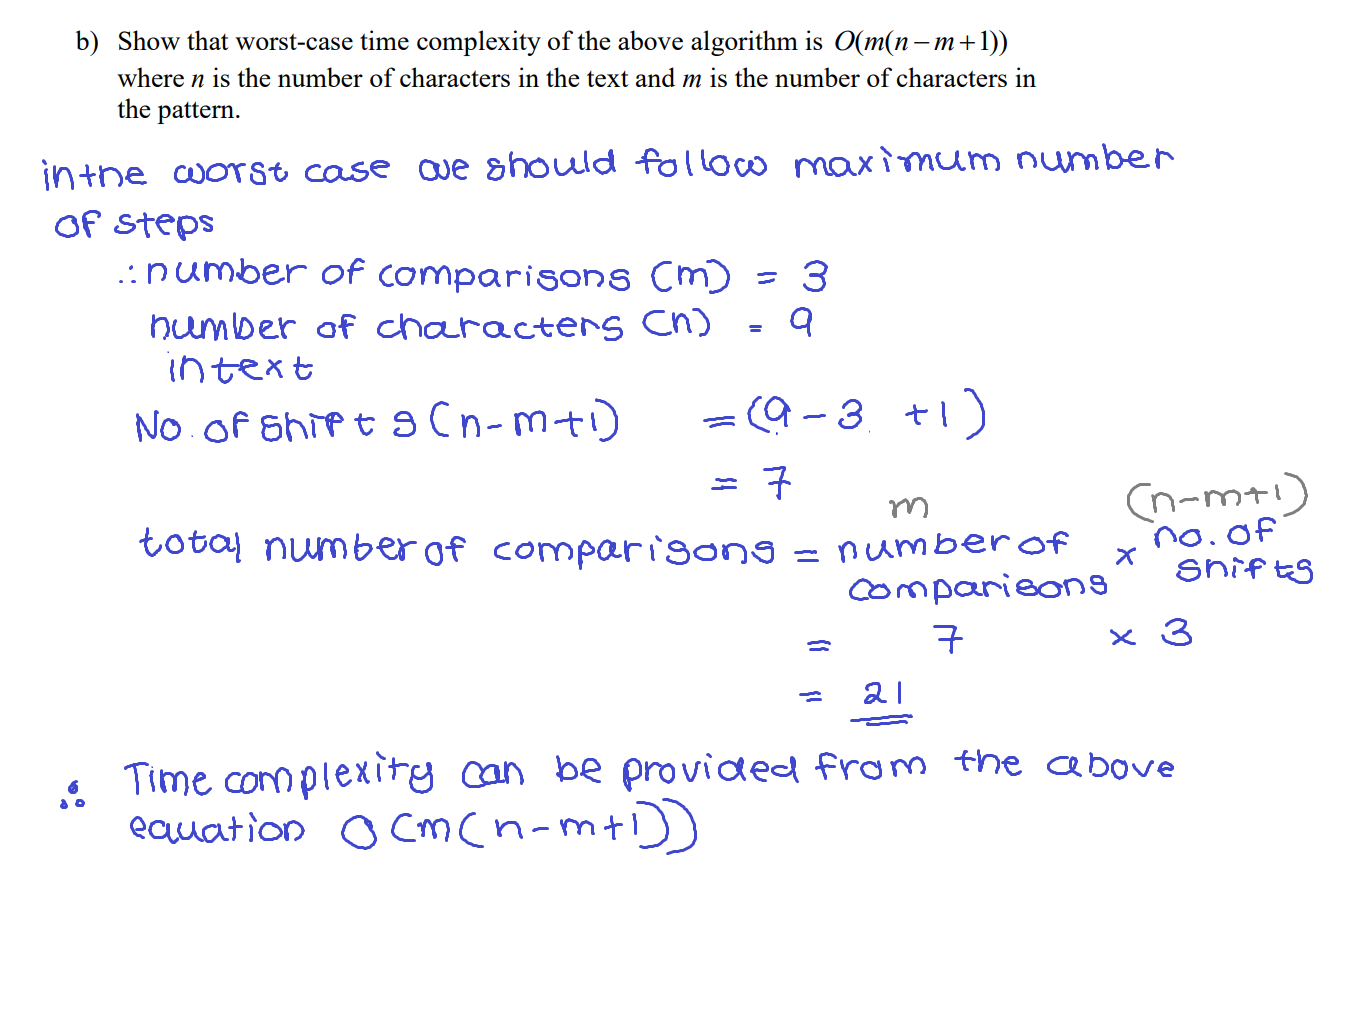 b) Show that worst-case time complexity of the above algorithm is O(m(n−m+1))
where n is the number of characters in the text and m is the number of characters in
the pattern.
in the worst case we should follow maximum number
of steps
∴ number of comparisons (m) = 3
number of characters (n) = 9
in text
No. of shifts (n-m+1) = (9 - 3 +1)
= 7
m (n-m+1)
total number of comparisons = number of × no. of
comparisons shifts
= 7 × 3
= 21
∴ Time complexity can be provided from the above
equation O(m(n-m+1))